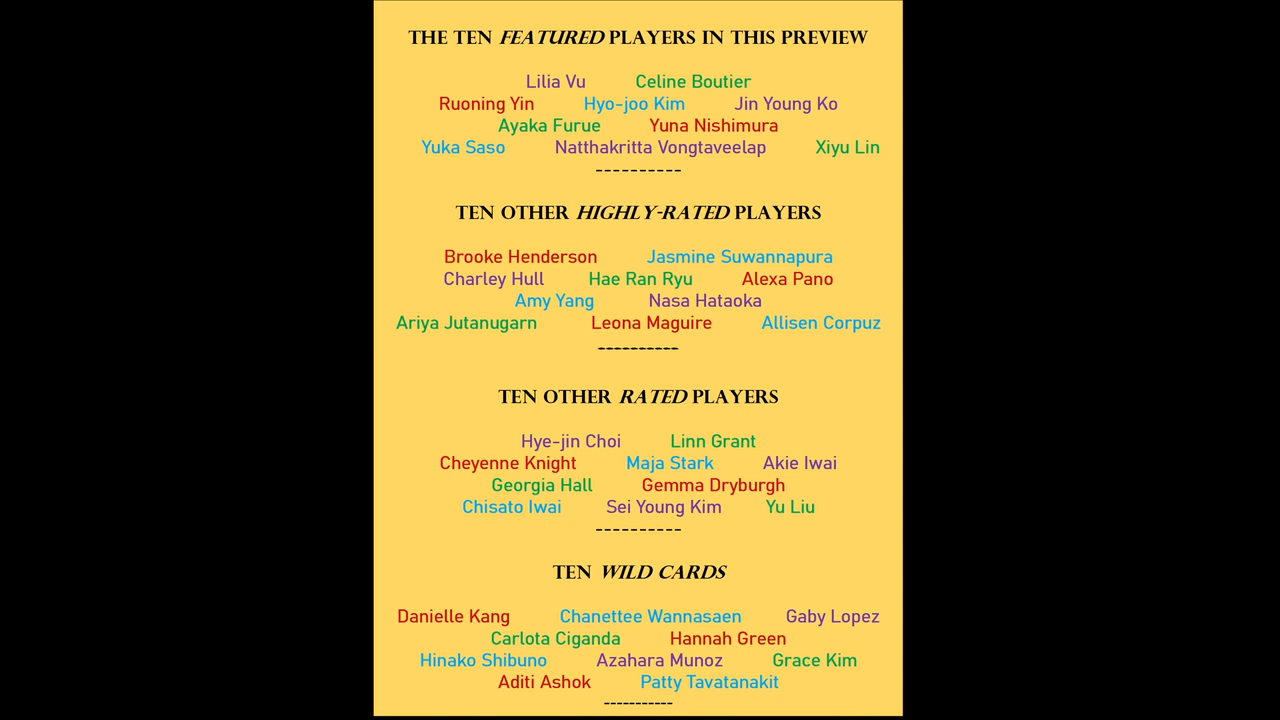 THE TEN FEATURED PLAYERS IN THIS PREVIEW
Lilia Vu Celine Boutier
Ruoning Yin Hyo-joo Kim Jin Young Ko
Ayaka Furue Yuna Nishimura
Yuka Saso Natthakritta Vongtaveelap Xiyu Lin
----------
TEN OTHER HIGHLY-RATED PLAYERS
Brooke Henderson Jasmine Suwannapura
Charley Hull Hae Ran Ryu Alexa Pano
Amy Yang Nasa Hataoka
Ariya Jutanugarn Leona Maguire Allisen Corpuz
----------
TEN OTHER RATED PLAYERS
Hye-jin Choi Linn Grant
Cheyenne Knight Maja Stark Akie Iwai
Georgia Hall Gemma Dryburgh
Chisato Iwai Sei Young Kim Yu Liu
----------
TEN WILD CARDS
Danielle Kang Chanettee Wannasaen Gaby Lopez
Carlota Ciganda Hannah Green
Hinako Shibuno Azahara Munoz Grace Kim
Aditi Ashok Patty Tavatanakit
-----------